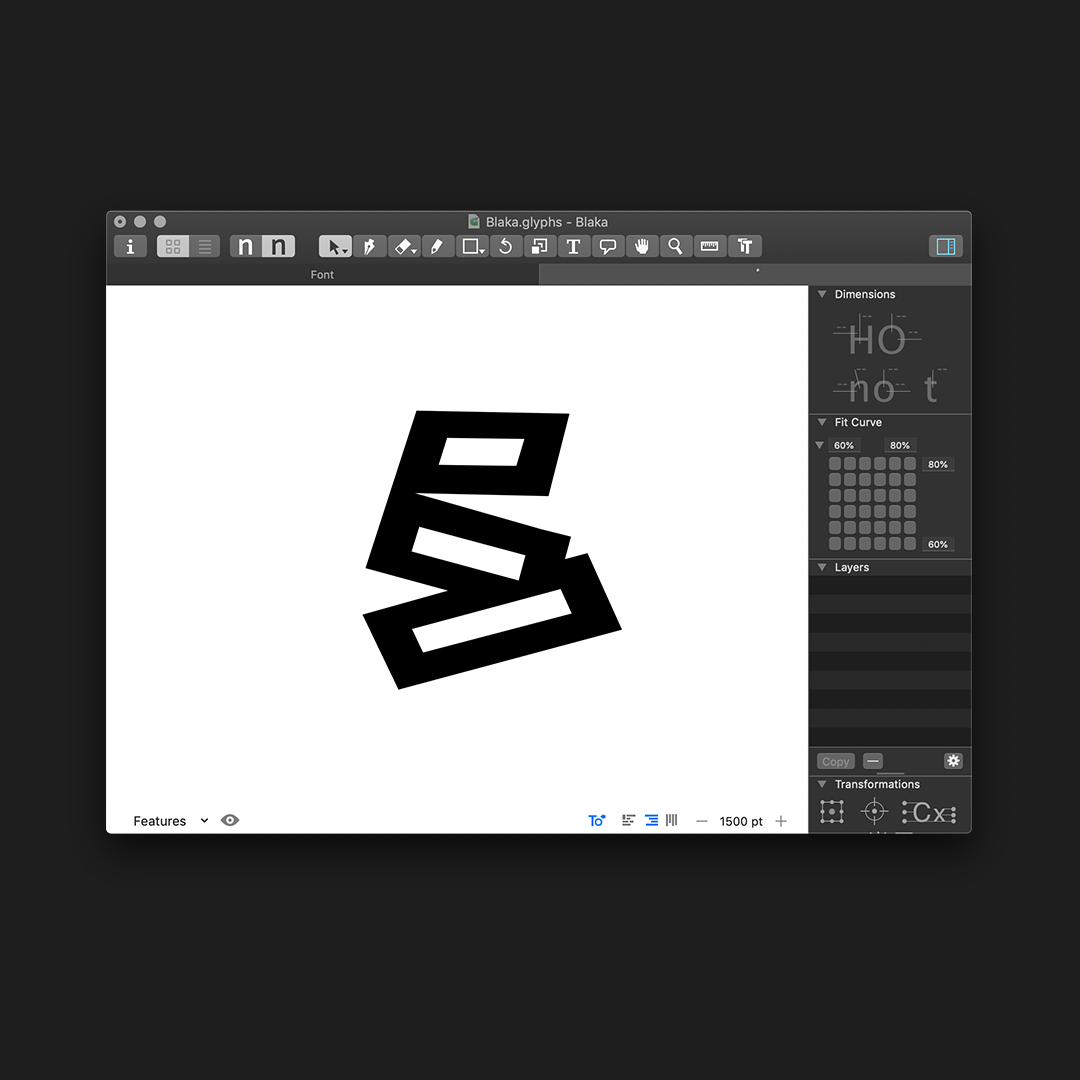 Blaka.glyphs – Blaka
i
n n
T
Font
Dimensions
HO
no t
Fit Curve
60% 80%
80%
60%
Layers
Copy
Transformations
Cx
Features
1500 pt